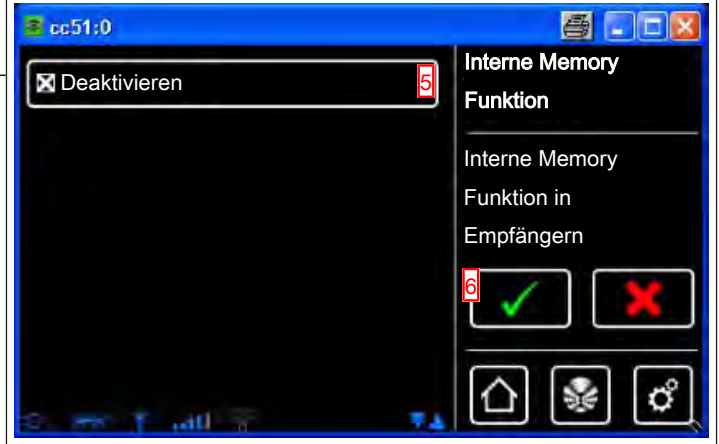 cc51:0
Deaktivieren
5
Interne Memory
Funktion
Interne Memory
Funktion in
Empfängern
6